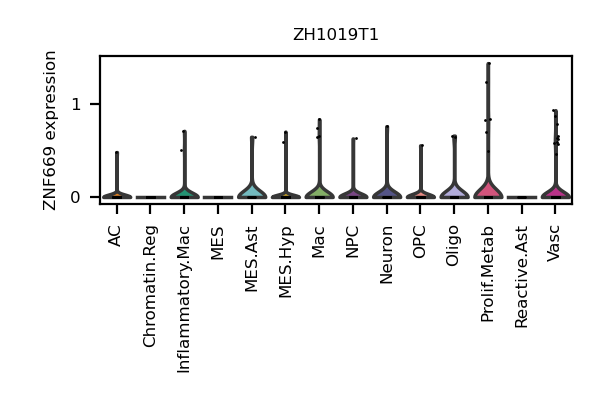 ZH1019T1
ZNF669 expression
1
0
AC
Chromatin.Reg
Inflammatory.Mac
MES
MES.Ast
MES.Hyp
Mac
NPC
Neuron
OPC
Oligo
Prolif.Metab
Reactive.Ast
Vasc